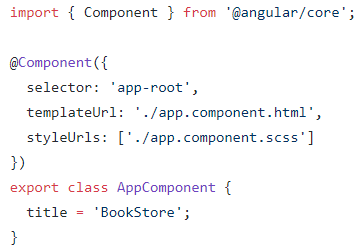 import { Component } from '@angular/core';
@Component({
  selector: 'app-root',
  templateUrl: './app.component.html',
  styleUrls: ['./app.component.scss']
})
export class AppComponent {
  title = 'BookStore';
}